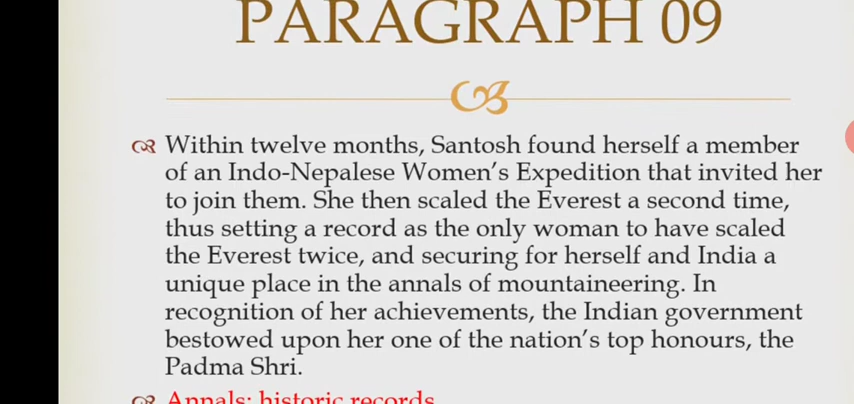 PARAGRAPH 09
Within twelve months, Santosh found herself a member
of an Indo-Nepalese Women's Expedition that invited her
to join them. She then scaled the Everest a second time,
thus setting a record as the only woman to have scaled
the Everest twice, and securing for herself and India a
unique place in the annals of mountaineering. In
recognition of her achievements, the Indian government
bestowed upon her one of the nation's top honours, the
Padma Shri.
Annals: historic records